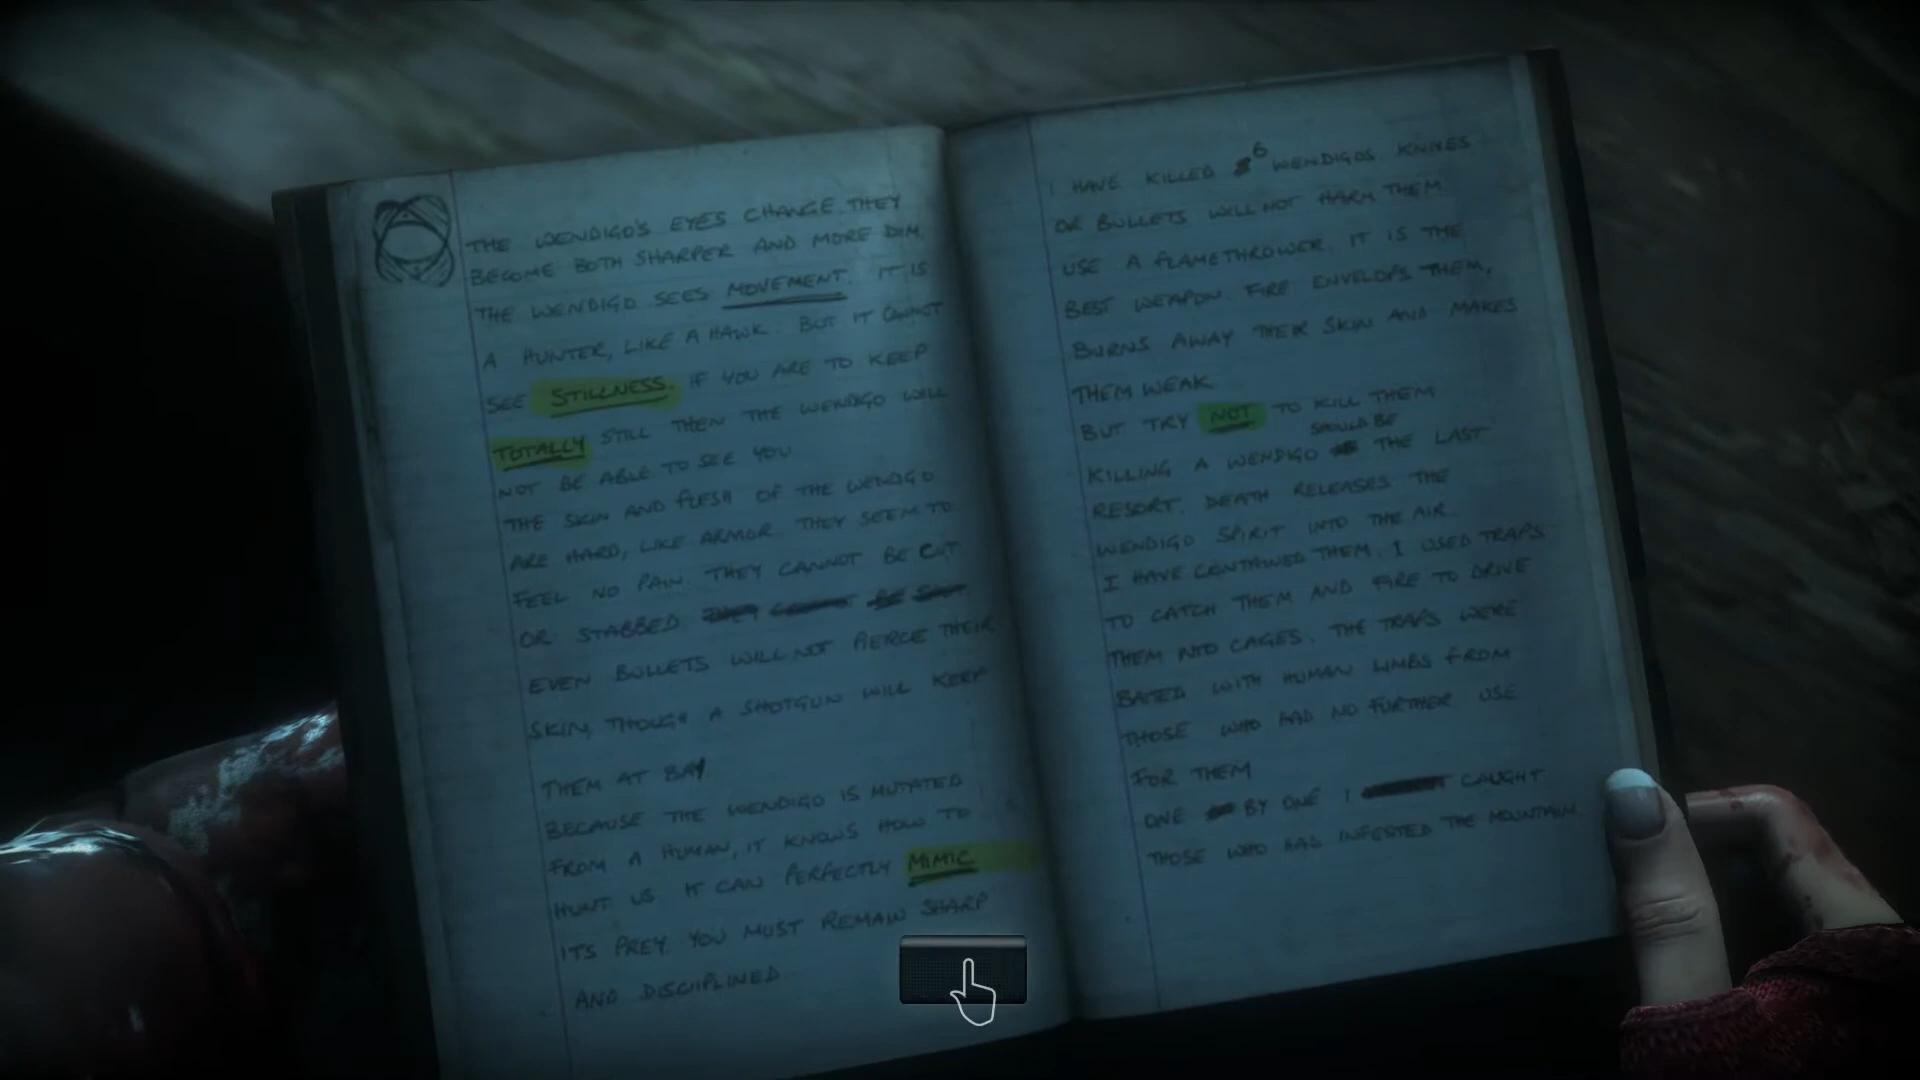 THE WENDIGO'S EYES CHANGE. THEY
BECOME BOTH SHARPER AND MORE DIM.
THE WENDIGO SEES MOVEMENT. IT IS
A HUNTER, LIKE A HAWK. BUT IT CANNOT
SEE STILLNESS. IF YOU ARE TO KEEP
TOTALLY STILL THEN THE WENDIGO WILL
NOT BE ABLE TO SEE YOU
THE SKIN AND FLESH OF THE WENDIGO
ARE HARD, LIKE ARMOR. THEY SEEM TO
FEEL NO PAIN. THEY CANNOT BE CUT
OR STABBED
EVEN BULLETS WILL NOT PIERCE THEIR
SKIN, THOUGH A SHOTGUN WILL KEEP
THEM AT BAY
BECAUSE THE WENDIGO IS MUTATED
FROM A HUMAN, IT KNOWS HOW TO
HUNT US. IT CAN PERFECTLY MIMIC
ITS PREY. YOU MUST REMAIN SHARP
AND DISCIPLINED
I HAVE KILLED 6 WENDIGOS. KNIVES
OR BULLETS WILL NOT HARM THEM.
USE A FLAMETHROWER. IT IS THE
BEST WEAPON. FIRE ENVELOPS THEM,
BURNS AWAY THEIR SKIN AND MAKES
THEM WEAK.
BUT TRY NOT TO KILL THEM
KILLING A WENDIGO SHOULD BE THE LAST
RESORT. DEATH RELEASES THE
WENDIGO SPIRIT INTO THE AIR.
I HAVE CONTAINED THEM. I USED TRAPS
TO CATCH THEM AND FIRE TO DRIVE
THEM INTO CAGES. THE TRAPS WERE
BAITED WITH HUMAN LIMBS FROM
THOSE WHO HAD NO FURTHER USE
FOR THEM
ONE BY ONE I CAUGHT
THOSE WHO HAD INFESTED THE MOUNTAIN.